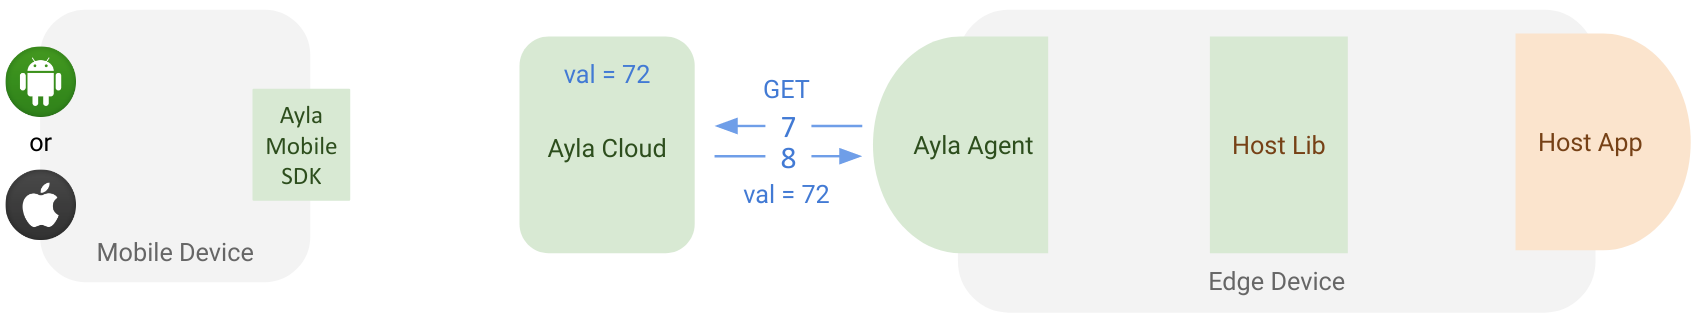 or
Ayla
Mobile
SDK
Mobile Device
val = 72
Ayla Cloud
GET
7
8
val = 72
Ayla Agent
Host Lib
Host App
Edge Device